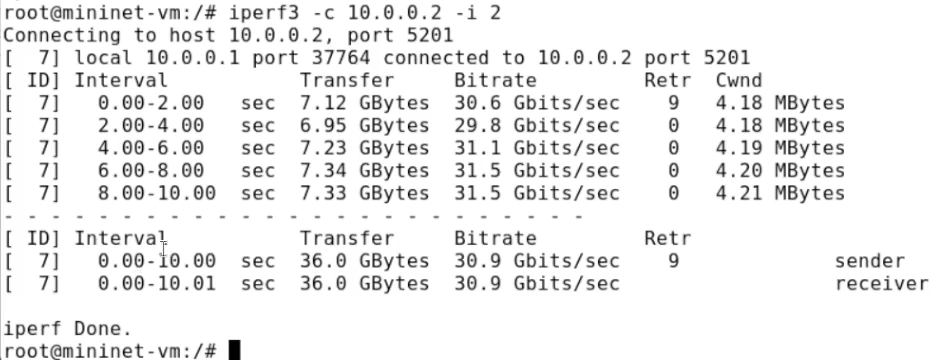 root@mininet-vm:/# iperf3 -c 10.0.0.2 -i 2
Connecting to host 10.0.0.2, port 5201
[  7] local 10.0.0.1 port 37764 connected to 10.0.0.2 port 5201
[ ID] Interval           Transfer     Bitrate         Retr  Cwnd
[  7]   0.00-2.00   sec  7.12 GBytes  30.6 Gbits/sec    9   4.18 MBytes
[  7]   2.00-4.00   sec  6.95 GBytes  29.8 Gbits/sec    0   4.18 MBytes
[  7]   4.00-6.00   sec  7.23 GBytes  31.1 Gbits/sec    0   4.19 MBytes
[  7]   6.00-8.00   sec  7.34 GBytes  31.5 Gbits/sec    0   4.20 MBytes
[  7]   8.00-10.00  sec  7.33 GBytes  31.5 Gbits/sec    0   4.21 MBytes
- - - - - - - - - - - - - - - - - - - - - - - - -
[ ID] Interval           Transfer     Bitrate         Retr
[  7]   0.00-10.00  sec  36.0 GBytes  30.9 Gbits/sec    9             sender
[  7]   0.00-10.01  sec  36.0 GBytes  30.9 Gbits/sec                  receiver

iperf Done.
root@mininet-vm:/#